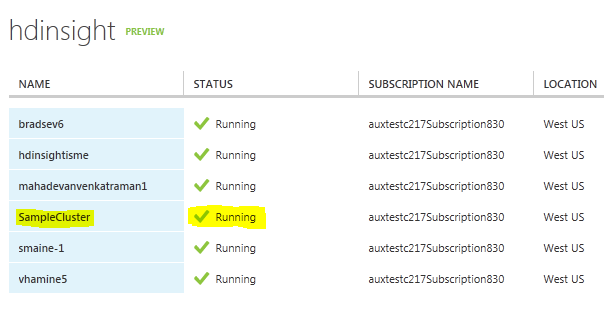 hdinsight PREVIEW
NAME STATUS SUBSCRIPTION NAME LOCATION
bradsev6 Running auxtestc217Subscription830 West US
hdinsightisme Running auxtestc217Subscription830 West US
mahadevanvenkatraman1 Running auxtestc217Subscription830 West US
SampleCluster Running auxtestc217Subscription830 West US
smaine-1 Running auxtestc217Subscription830 West US
vhamine5 Running auxtestc217Subscription830 West US